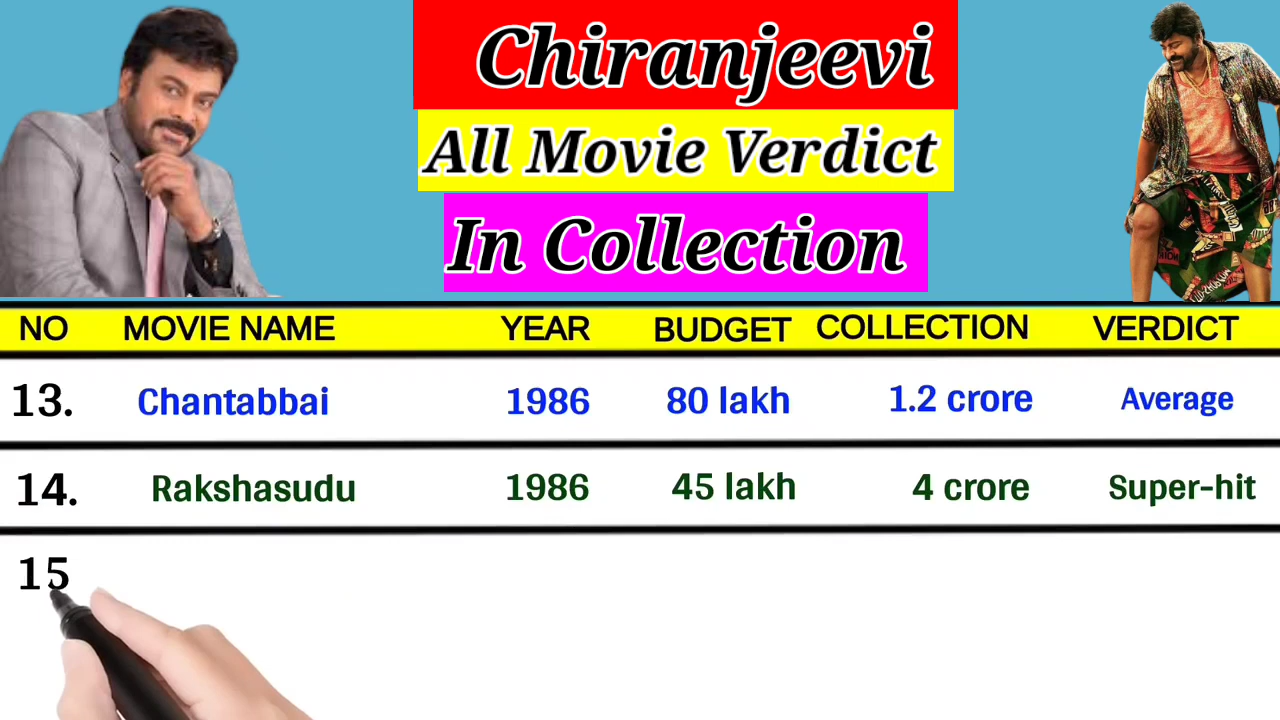 Chiranjeevi
All Movie Verdict
In Collection
NO MOVIE NAME YEAR BUDGET COLLECTION VERDICT
13. Chantabbai 1986 80 lakh 1.2 crore Average
14. Rakshasudu 1986 45 lakh 4 crore Super-hit
15